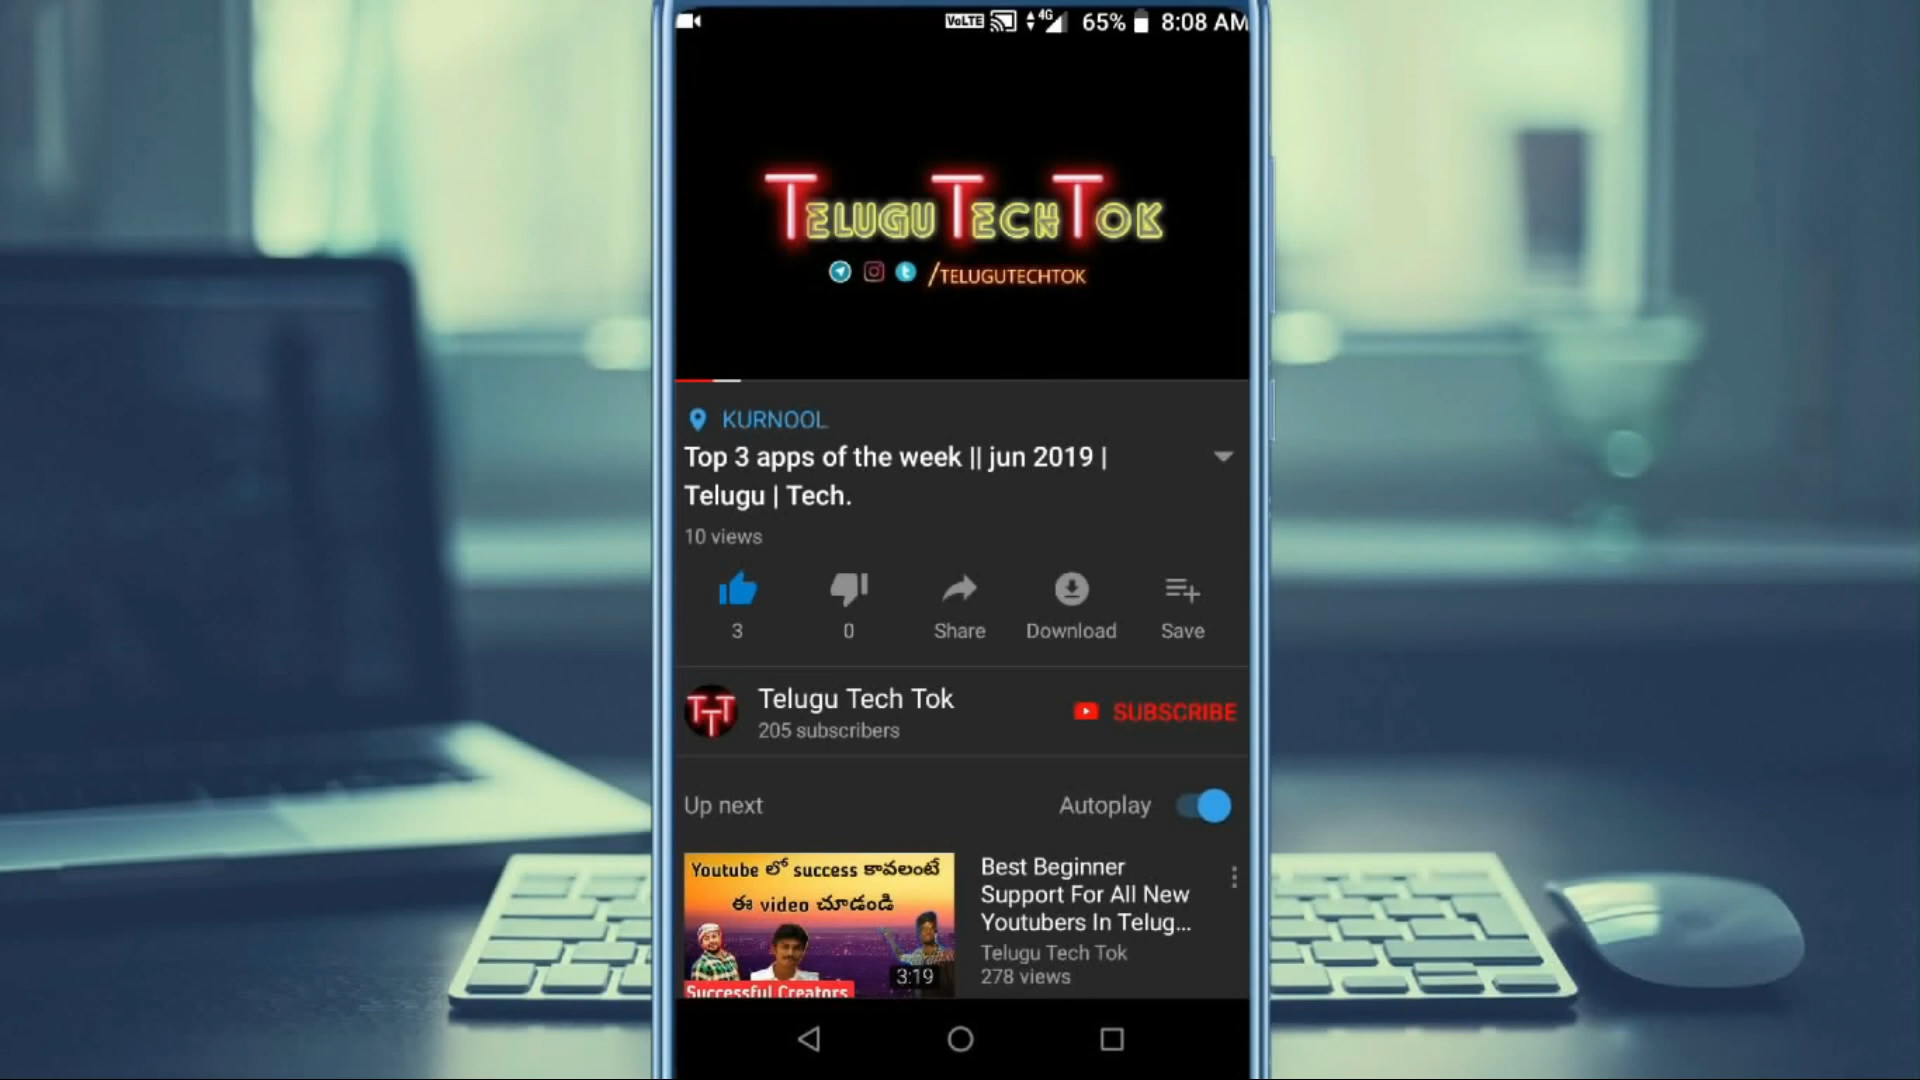 VoLTE 4G 65% 8:08 AM
TELUGU TECH TOK
/TELUGUTECHTOK
KURNOOL
Top 3 apps of the week || jun 2019 |
Telugu | Tech.
10 views
3 0 Share Download Save
Telugu Tech Tok
205 subscribers
SUBSCRIBE
Up next Autoplay
Youtube లో success కావలంటే
ఈ video చూడండి
3:19
Successful Creators
Best Beginner
Support For All New
Youtubers In Telug...
Telugu Tech Tok
278 views